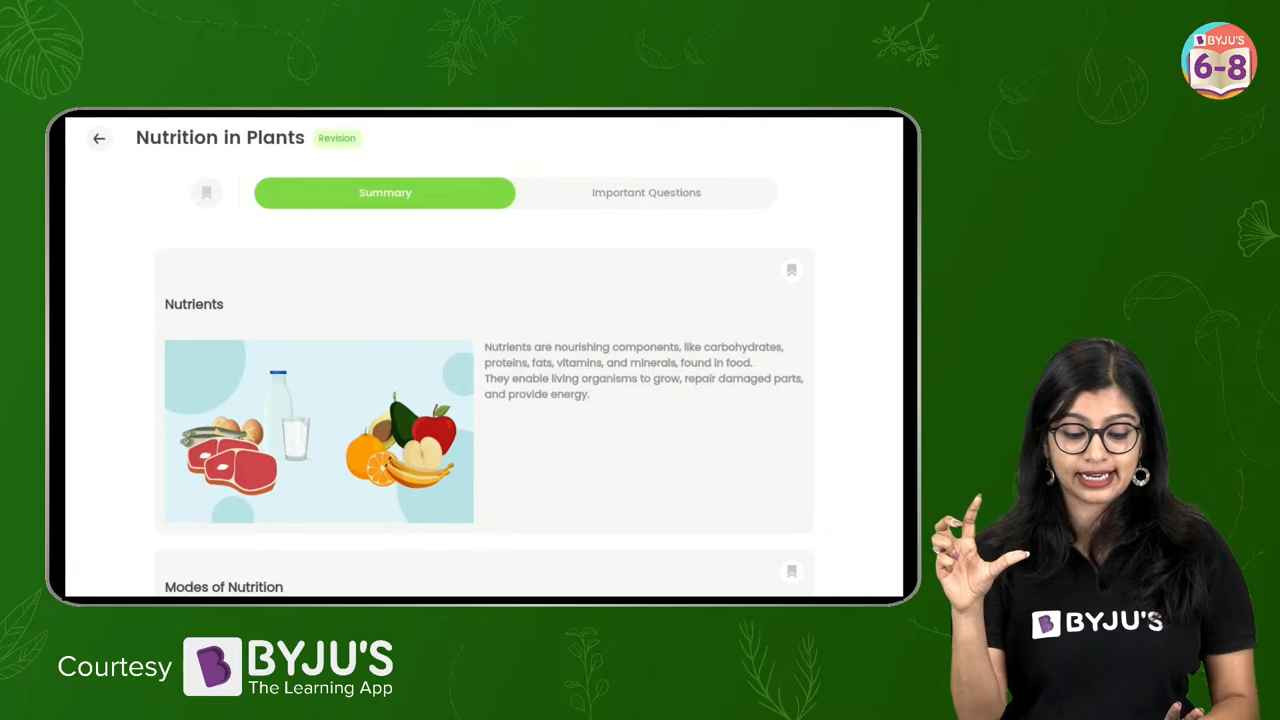 BYJU'S
6-8
Nutrition in Plants Revision
Summary
Important Questions
Nutrients
Nutrients are nourishing components, like carbohydrates,
proteins, fats, vitamins, and minerals, found in food.
They enable living organisms to grow, repair damaged parts,
and provide energy.
Modes of Nutrition
BYJU'S
Courtesy BYJU'S
The Learning App